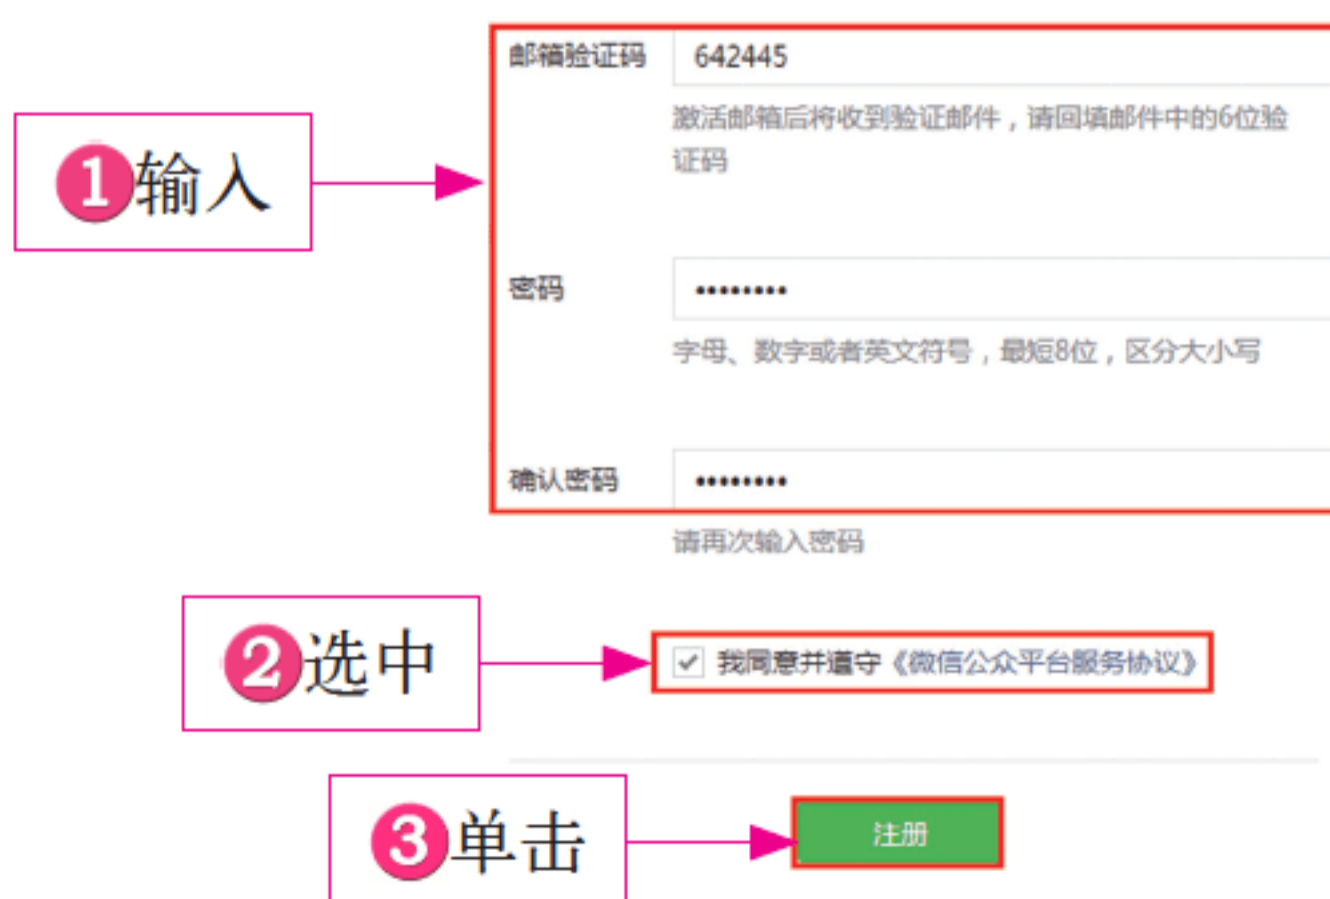 邮箱验证码 642445
激活邮箱后将收到验证邮件，请回填邮件中的6位验
证码
1输入
密码 ••••••••
字母、数字或者英文符号，最短8位，区分大小写
确认密码 ••••••••
请再次输入密码
2选中
我同意并遵守《微信公众平台服务协议》
3单击
注册